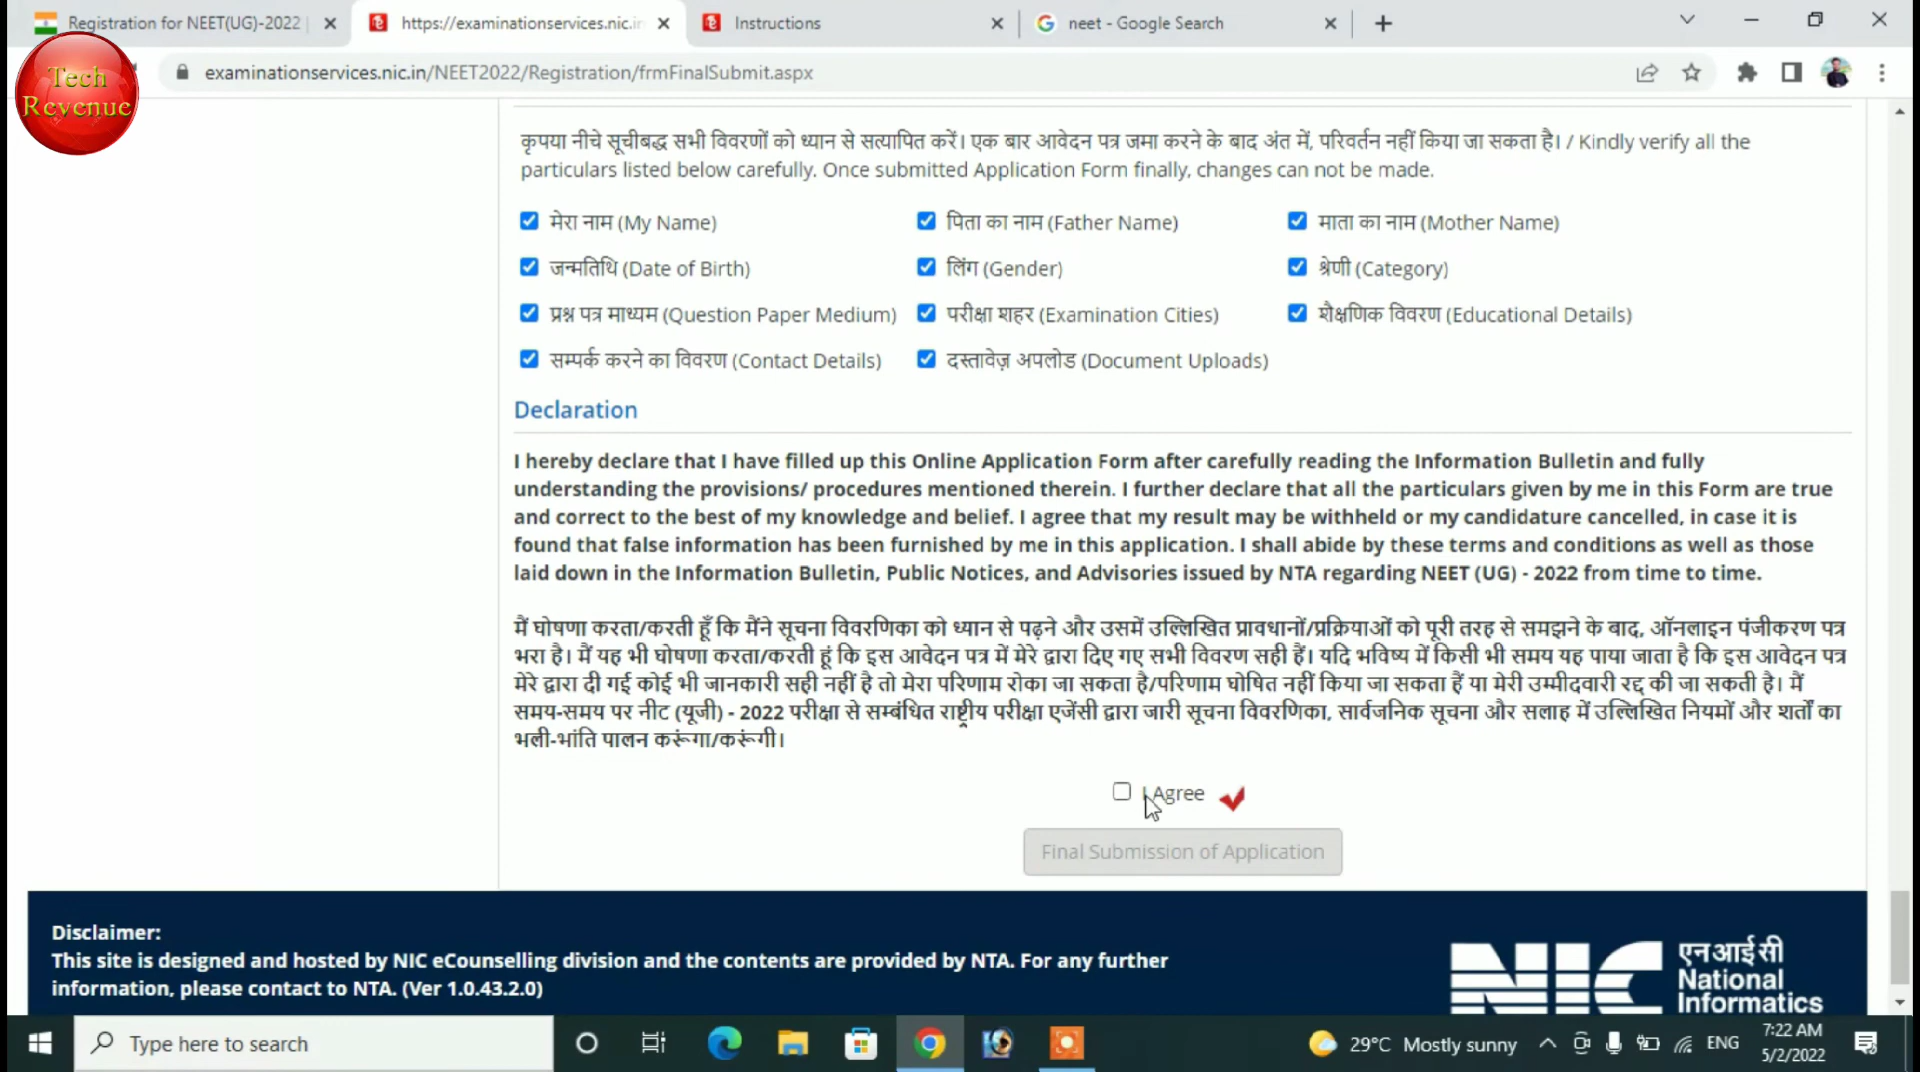 Registration for NEET(UG)-2022
https://examinationservices.nic.in
Instructions
neet - Google Search
Tech
Revenue
examinationservices.nic.in/NEET2022/Registration/frmFinalSubmit.aspx
कृपया नीचे सूचीबद्ध सभी विवरणों को ध्यान से सत्यापित करें। एक बार आवेदन पत्र जमा करने के बाद अंत में, परिवर्तन नहीं किया जा सकता है। / Kindly verify all the
particulars listed below carefully. Once submitted Application Form finally, changes can not be made.
मेरा नाम (My Name) पिता का नाम (Father Name) माता का नाम (Mother Name)
जन्मतिथि (Date of Birth) लिंग (Gender) श्रेणी (Category)
प्रश्न पत्र माध्यम (Question Paper Medium) परीक्षा शहर (Examination Cities) शैक्षणिक विवरण (Educational Details)
सम्पर्क करने का विवरण (Contact Details) दस्तावेज़ अपलोड (Document Uploads)
Declaration
I hereby declare that I have filled up this Online Application Form after carefully reading the Information Bulletin and fully
understanding the provisions/ procedures mentioned therein. I further declare that all the particulars given by me in this Form are true
and correct to the best of my knowledge and belief. I agree that my result may be withheld or my candidature cancelled, in case it is
found that false information has been furnished by me in this application. I shall abide by these terms and conditions as well as those
laid down in the Information Bulletin, Public Notices, and Advisories issued by NTA regarding NEET (UG) - 2022 from time to time.
मैं घोषणा करता/करती हूँ कि मैंने सूचना विवरणिका को ध्यान से पढ़ने और उसमें उल्लिखित प्रावधानों/प्रक्रियाओं को पूरी तरह से समझने के बाद, ऑनलाइन पंजीकरण पत्र
भरा है। मैं यह भी घोषणा करता/करती हूं कि इस आवेदन पत्र में मेरे द्वारा दिए गए सभी विवरण सही हैं। यदि भविष्य में किसी भी समय यह पाया जाता है कि इस आवेदन पत्र
मेरे द्वारा दी गई कोई भी जानकारी सही नहीं है तो मेरा परिणाम रोका जा सकता है/परिणाम घोषित नहीं किया जा सकता हैं या मेरी उम्मीदवारी रद्द की जा सकती है। मैं
समय-समय पर नीट (यूजी) - 2022 परीक्षा से सम्बंधित राष्ट्रीय परीक्षा एजेंसी द्वारा जारी सूचना विवरणिका, सार्वजनिक सूचना और सलाह में उल्लिखित नियमों और शर्तों का
भली-भांति पालन करूंगा/करूंगी।
I Agree
Final Submission of Application
Disclaimer:
This site is designed and hosted by NIC eCounselling division and the contents are provided by NTA. For any further
information, please contact to NTA. (Ver 1.0.43.2.0)
NIC
एनआईसी
National
Informatics
Type here to search
29°C Mostly sunny
ENG
7:22 AM
5/2/2022